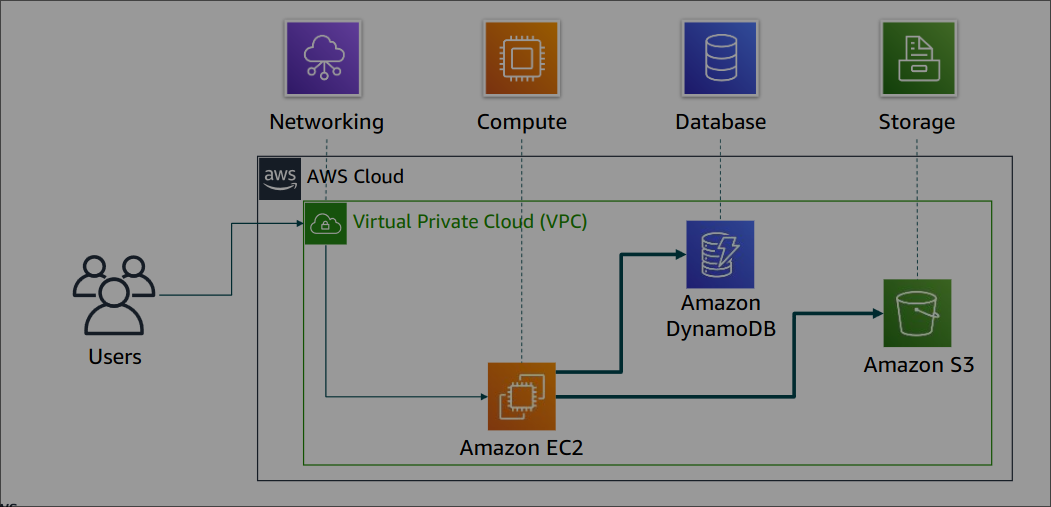 Networking
Compute
Database
Storage
aws
AWS Cloud
Virtual Private Cloud (VPC)
Users
Amazon
DynamoDB
Amazon S3
Amazon EC2